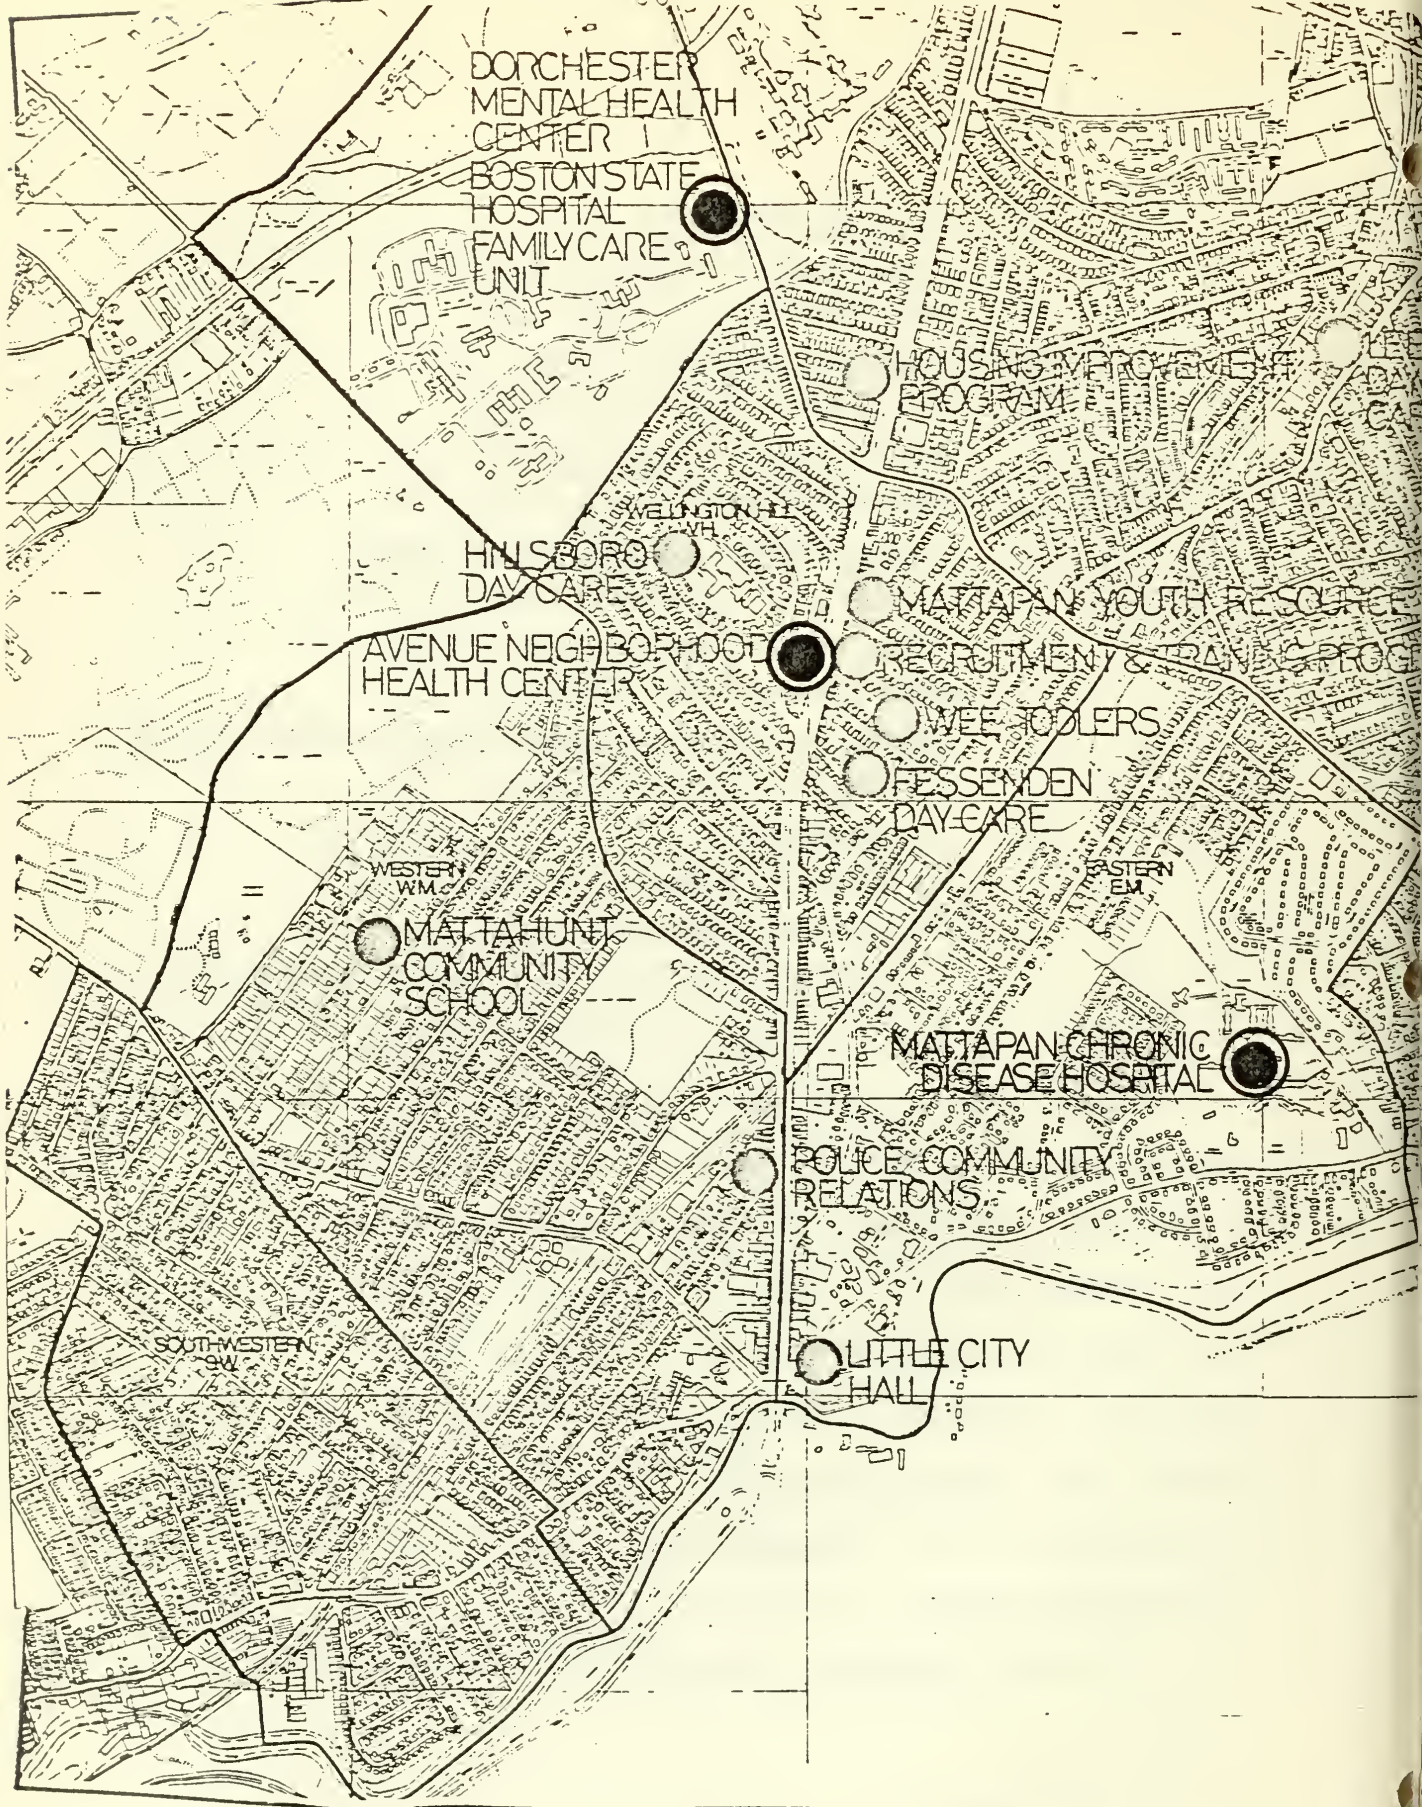 DORCHESTER
MENTAL HEALTH
CENTER
BOSTON STATE
HOSPITAL
FAMILY CARE
UNIT
HOUSING IMPROVEMENT
PROGRAM
WELLINGTON HILL
W.H.
HILLSBORO
DAY CARE
MATTAPAN YOUTH RESOURCE
AVENUE NEIGHBORHOOD
HEALTH CENTER
RECRUITMENT & TRAINING
WEE TODLERS
FESSENDEN
DAY CARE
WESTERN
W.M.
EASTERN
E.M.
MATTAHUNT
COMMUNITY
SCHOOL
MATTAPAN CHRONIC
DISEASE HOSPITAL
POLICE COMMUNITY
RELATIONS
SOUTHWESTERN
S.W.
LITTLE CITY
HALL